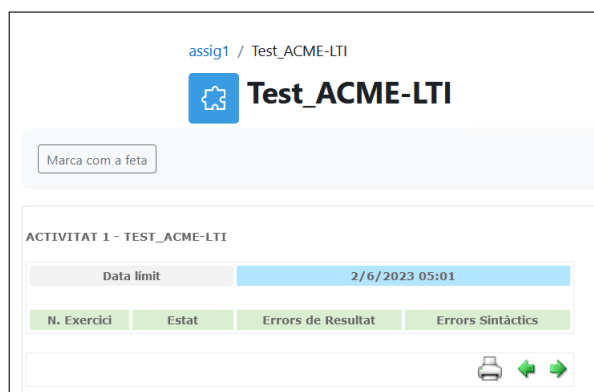 assig1 / Test_ACME-LTI
Test_ACME-LTI
Marca com a feta
ACTIVITAT 1 - TEST_ACME-LTI
Data límit 2/6/2023 05:01
N. Exercici Estat Errors de Resultat Errors Sintàctics